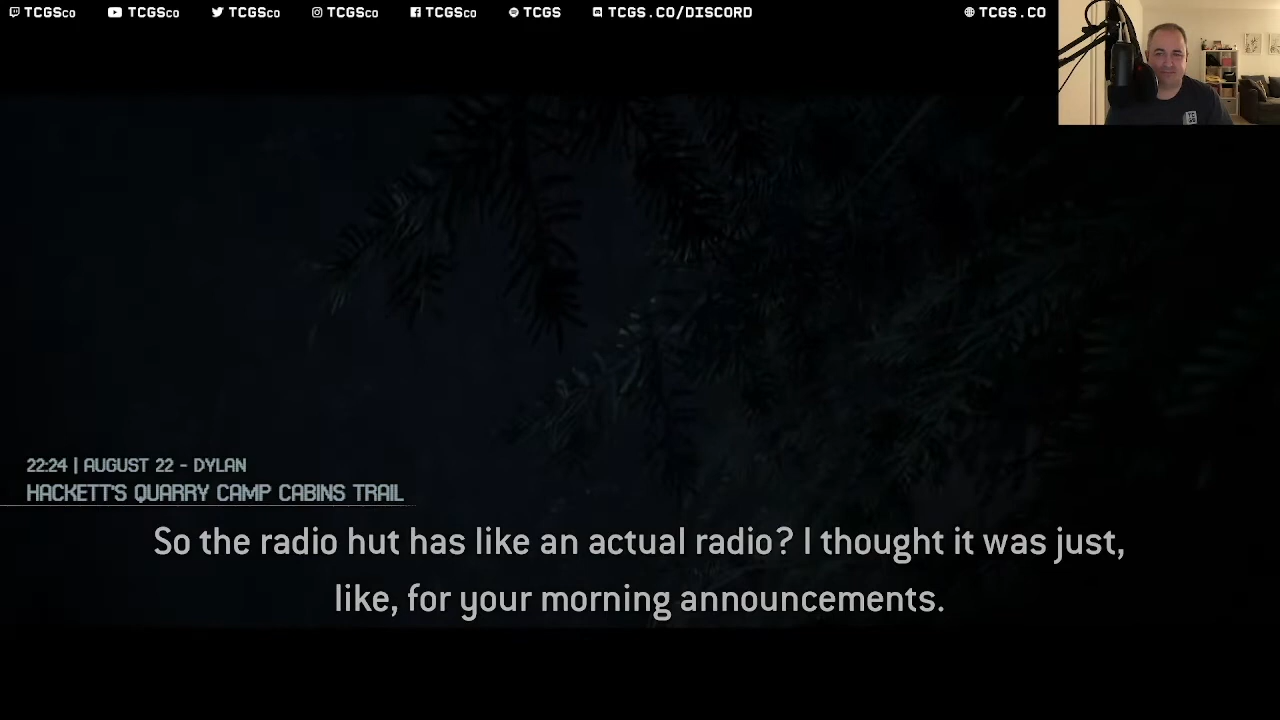 TCGSco TCGSco TCGSco TCGSco TCGSco TCGS TCGS.CO/DISCORD TCGS.CO
22:24 | AUGUST 22 - DYLAN
HACKETT'S QUARRY CAMP CABINS TRAIL
So the radio hut has like an actual radio? I thought it was just,
like, for your morning announcements.